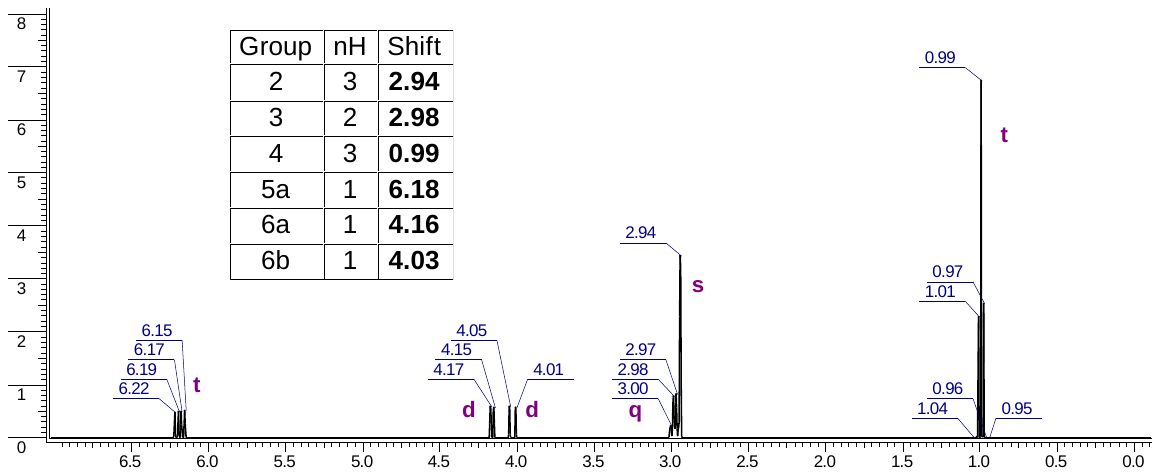 8
7
6
5
4
3
2
1
0
Group nH Shift
2 3 2.94
3 2 2.98
4 3 0.99
5a 1 6.18
6a 1 4.16
6b 1 4.03
0.99
t
2.94
s
0.97
1.01
6.15
6.17
6.19
6.22
t
4.05
4.15
4.17
4.01
d
d
2.97
2.98
3.00
q
0.96
1.04
0.95
6.5 6.0 5.5 5.0 4.5 4.0 3.5 3.0 2.5 2.0 1.5 1.0 0.5 0.0